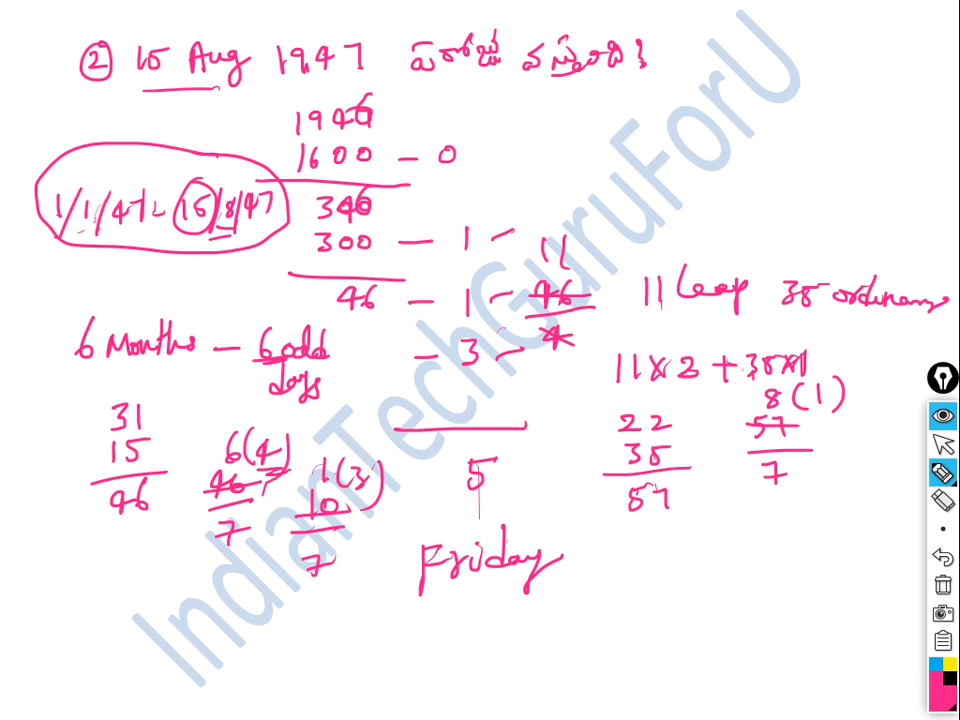 2 15 Aug 1947 ఏ రోజు వస్తుంది?
1946
1600 - 0
1/1/47 - 15/8/47
346
300 - 1
11
46 - 1 - 46
4
11 leap 35 ordinary
6 Months - 6 odd days
- 3
11 x 2 + 35 x 1
31
15
46
6(4)
46
7
1(3)
10
7
5
22
35
57
8(1)
57
7
Friday
IndianTechGuruForU